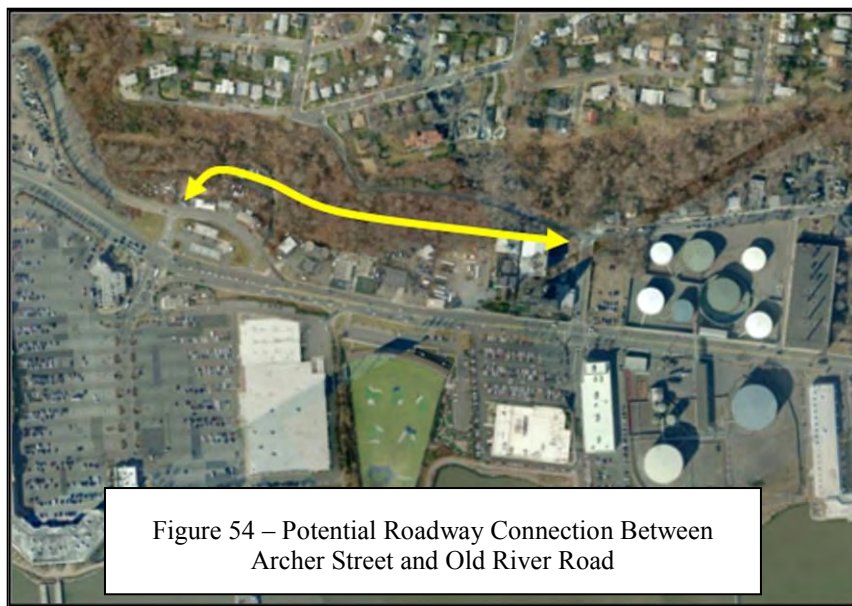 Figure 54 – Potential Roadway Connection Between
Archer Street and Old River Road